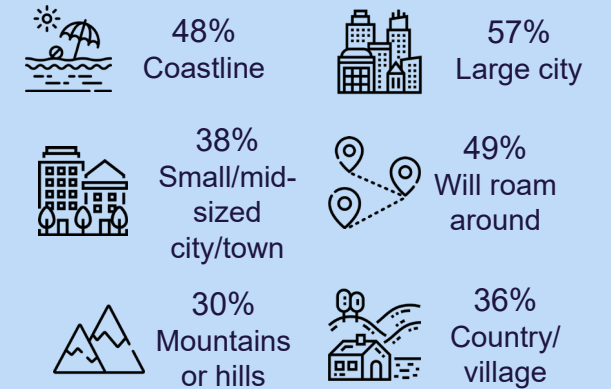 48%
Coastline
57%
Large city
38%
Small/mid-
sized
city/town
49%
Will roam
around
30%
Mountains
or hills
36%
Country/
village